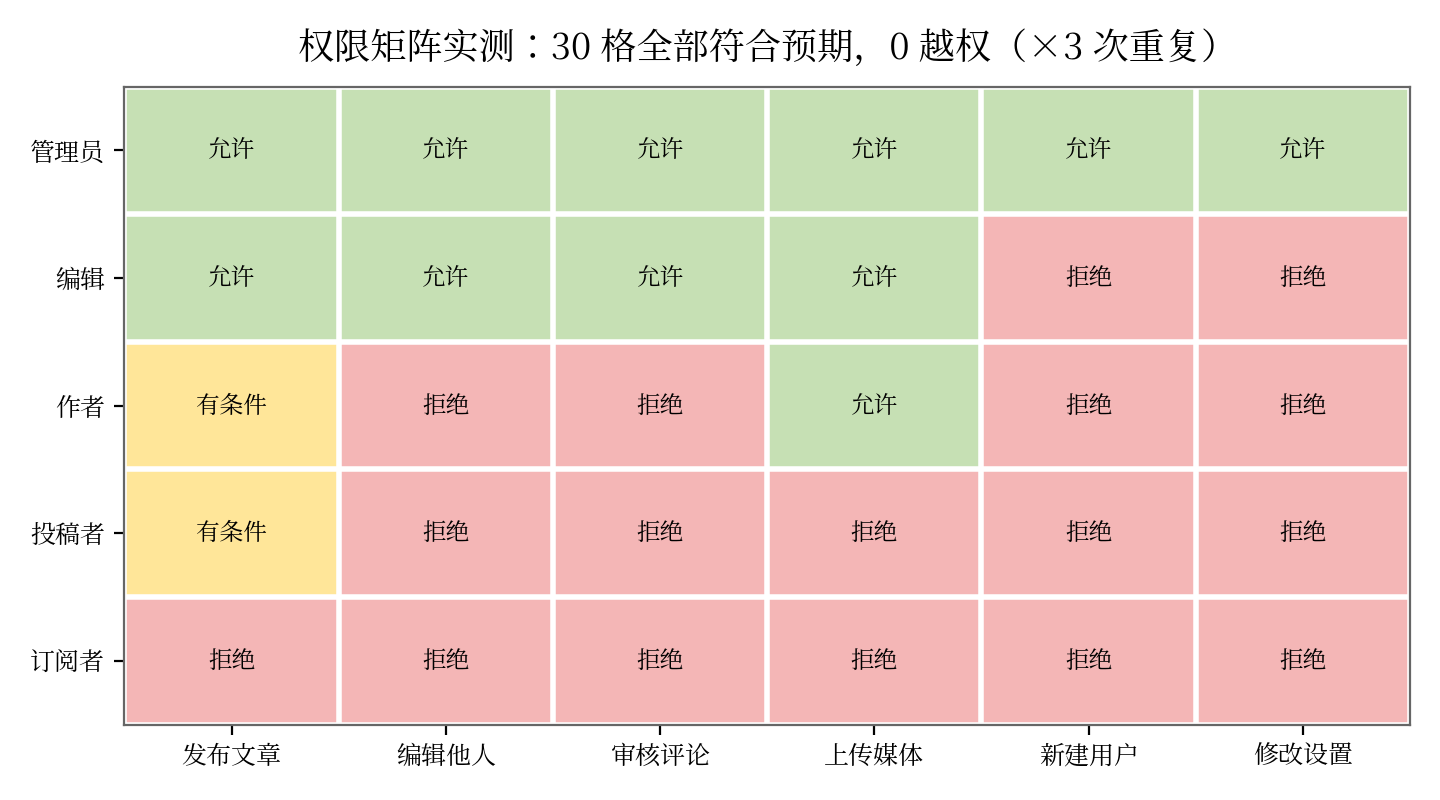 权限矩阵实测：30 格全部符合预期，0 越权（×3 次重复）
管理员 允许 允许 允许 允许 允许 允许
编辑 允许 允许 允许 允许 拒绝 拒绝
作者 有条件 拒绝 拒绝 允许 拒绝 拒绝
投稿者 有条件 拒绝 拒绝 拒绝 拒绝 拒绝
订阅者 拒绝 拒绝 拒绝 拒绝 拒绝 拒绝
发布文章 编辑他人 审核评论 上传媒体 新建用户 修改设置